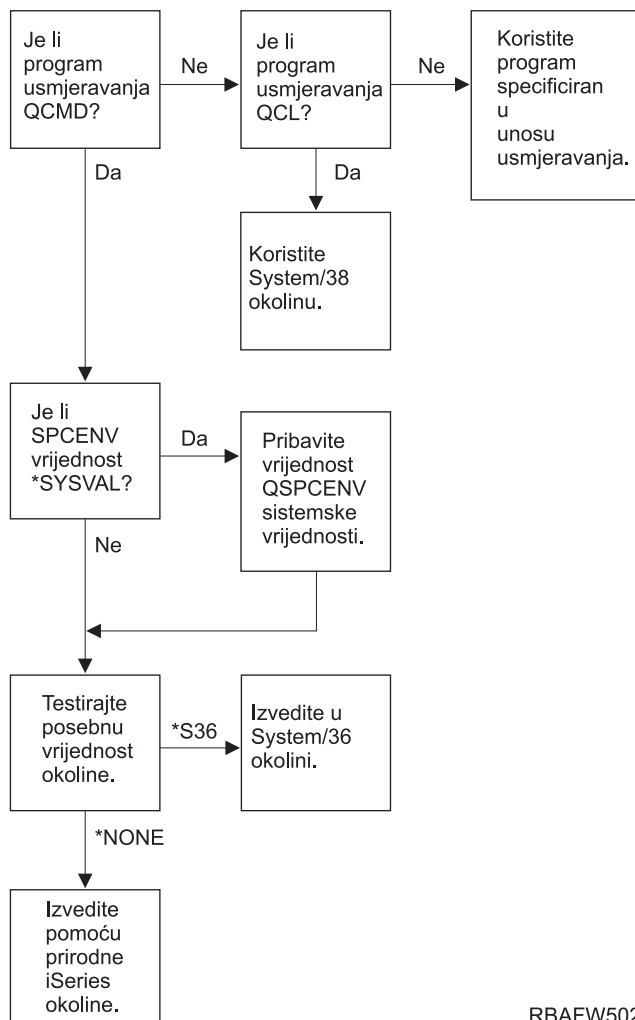 Je li
program
usmjeravanja
QCMD?
Ne
Je li
program
usmjeravanja
QCL?
Ne
Koristite
program
specificiran
u
unosu
usmjeravanja.
Da
Da
Koristite
System/38
okolinu.
Je li
SPCENV
vrijednost
*SYSVAL?
Da
Pribavite
vrijednost
QSPCENV
sistemske
vrijednosti.
Ne
Testirajte
posebnu
vrijednost
okoline.
*S36
Izvedite u
System/36
okolini.
*NONE
Izvedite
pomoću
prirodne
iSeries
okoline.
RBAFW502